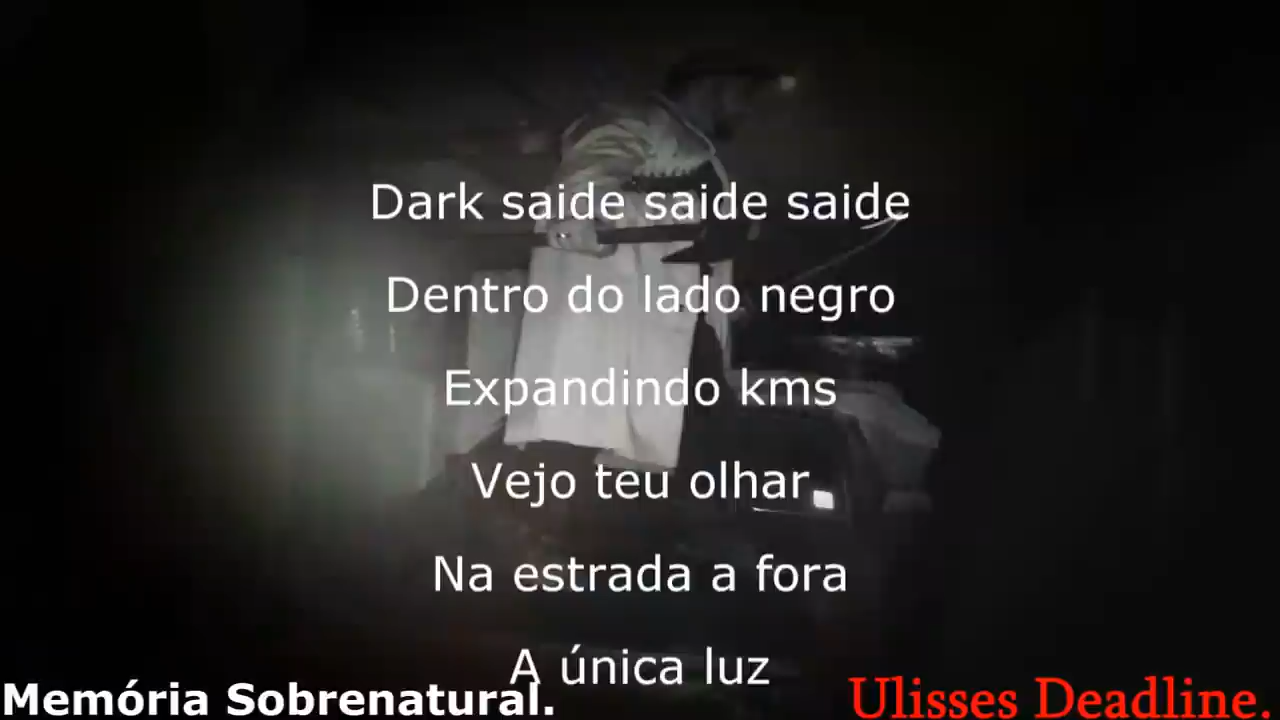 Dark saide saide saide
Dentro do lado negro
Expandindo kms
Vejo teu olhar
Na estrada a fora
A única luz
Memória Sobrenatural.
Ulisses Deadline.